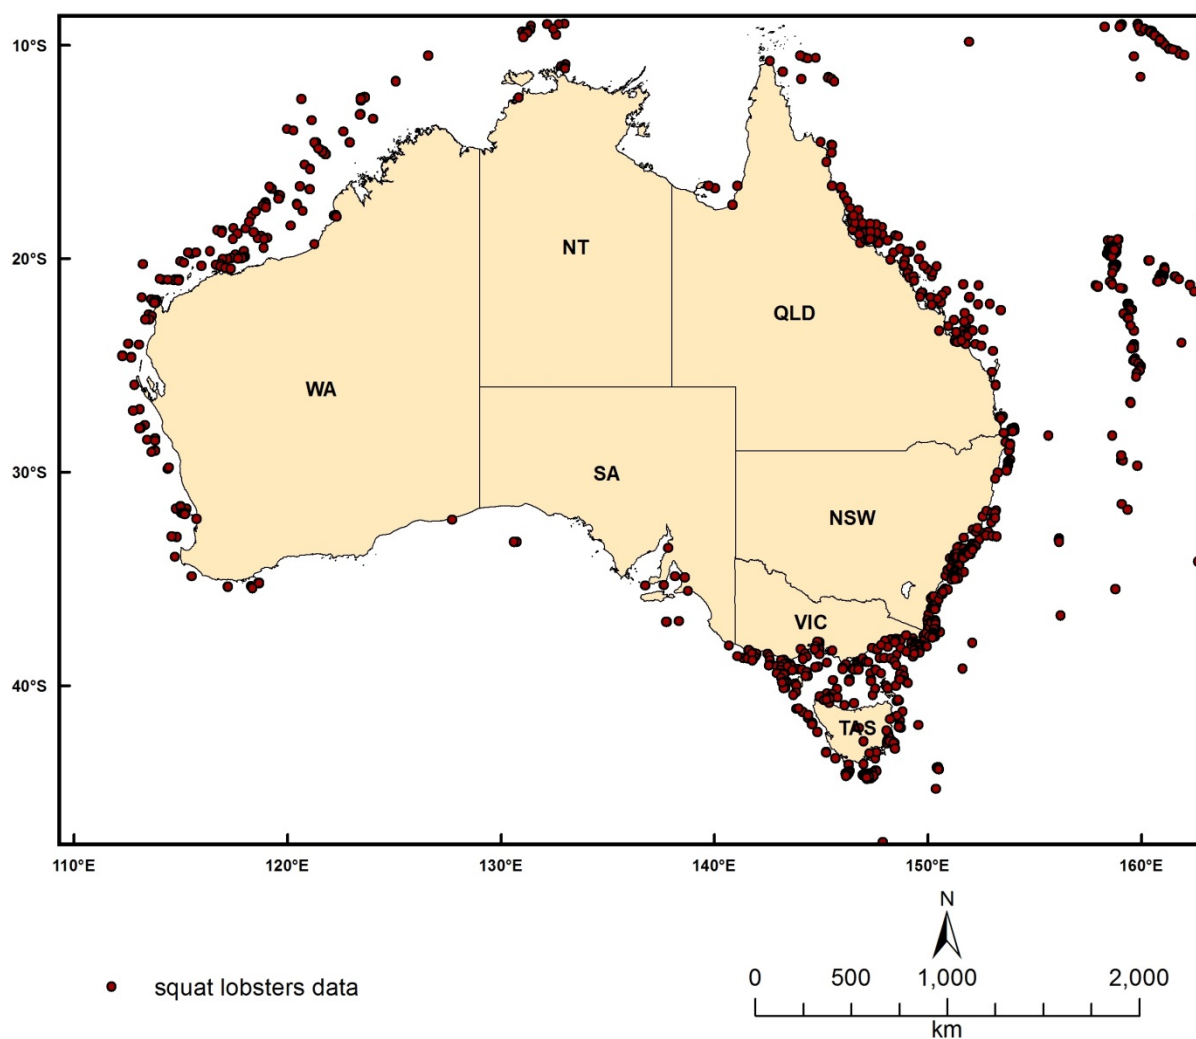 10°S
20°S
30°S
40°S
NT
QLD
WA
SA
NSW
VIC
TAS
110°E 120°E 130°E 140°E 150°E 160°E
N
squat lobsters data
0 500 1,000 2,000
km